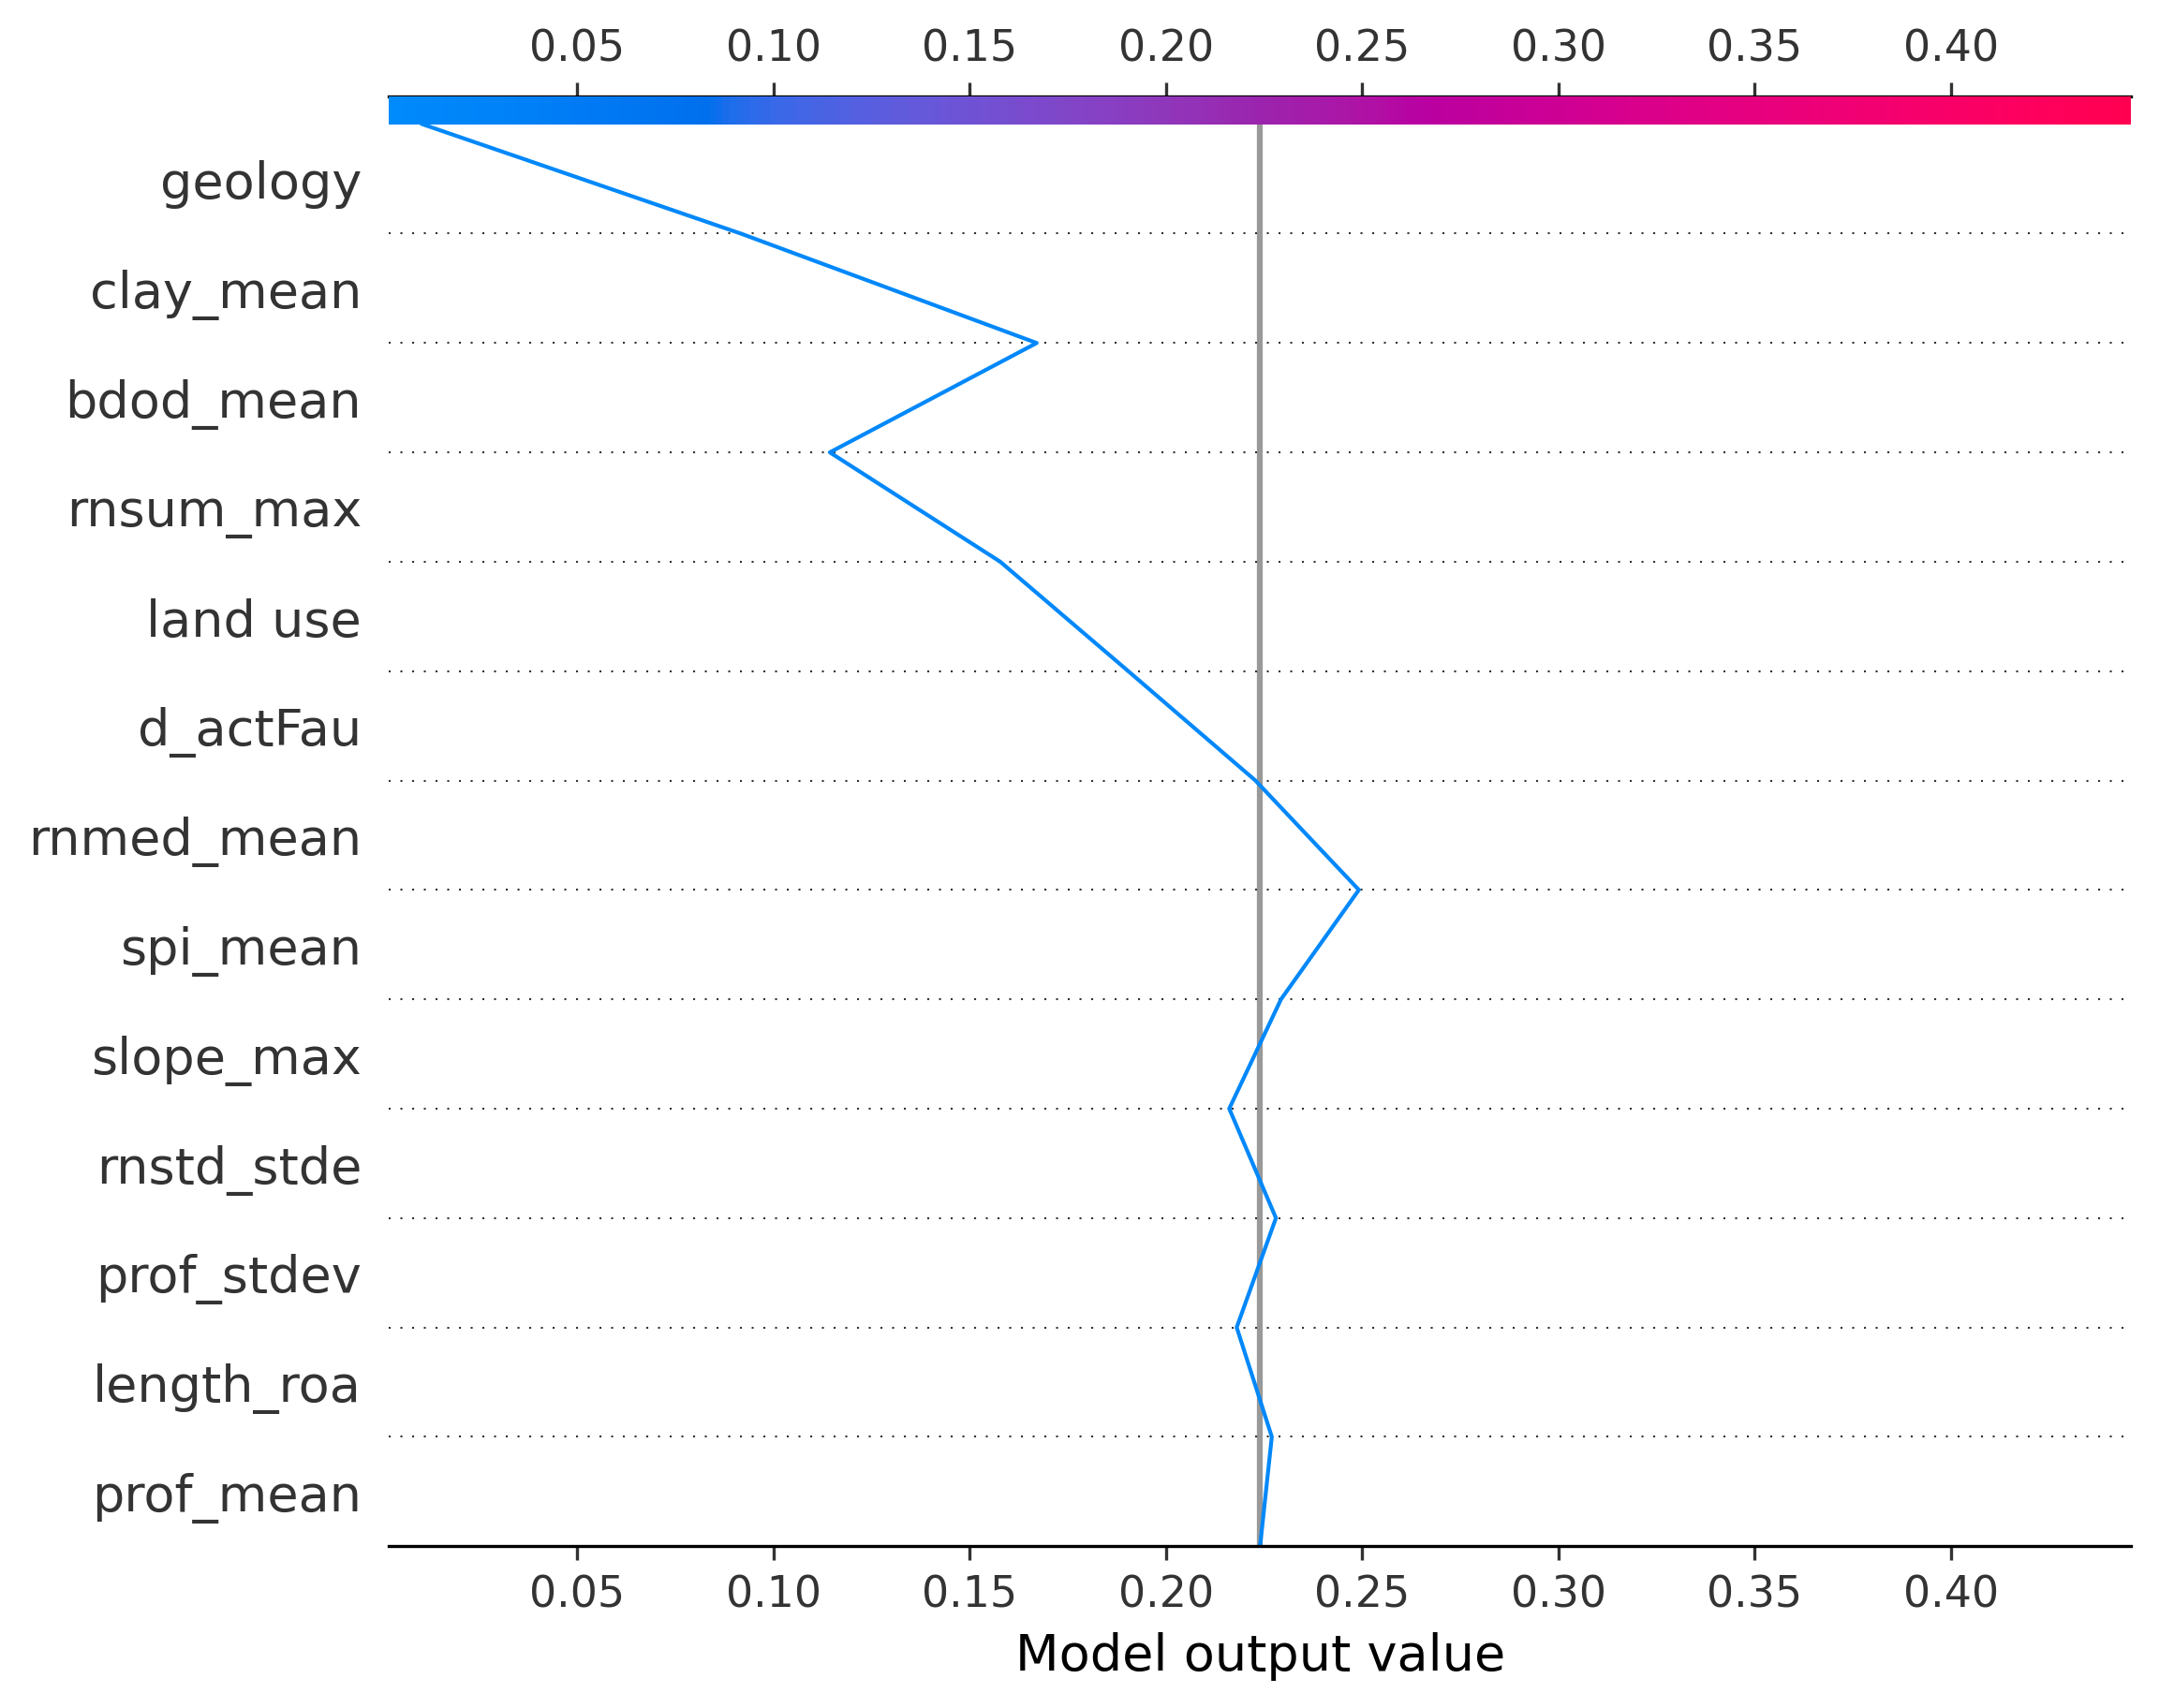 0.05 0.10 0.15 0.20 0.25 0.30 0.35 0.40
geology
clay_mean
bdod_mean
rnsum_max
land use
d_actFau
rnmed_mean
spi_mean
slope_max
rnstd_stde
prof_stdev
length_roa
prof_mean
0.05 0.10 0.15 0.20 0.25 0.30 0.35 0.40
Model output value